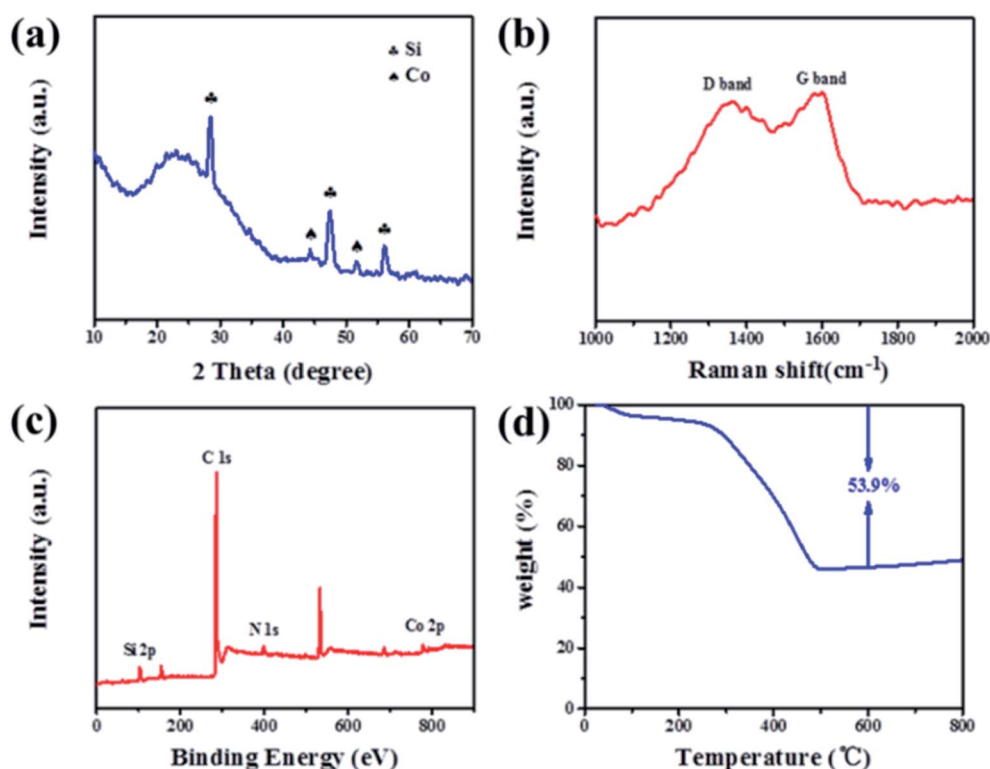 (a)
♣ Si
♠ Co
Intensity (a.u.)
♣
♠
♣
♠
♣
10 20 30 40 50 60 70
2 Theta (degree)
(b)
D band
G band
Intensity (a.u.)
1000 1200 1400 1600 1800 2000
Raman shift(cm-1)
(c)
C 1s
Si 2p
N 1s
Co 2p
Intensity (a.u.)
0 200 400 600 800
Binding Energy (eV)
(d)
100
80
60
40
20
0
53.9%
weight (%)
0 200 400 600 800
Temperature (℃)